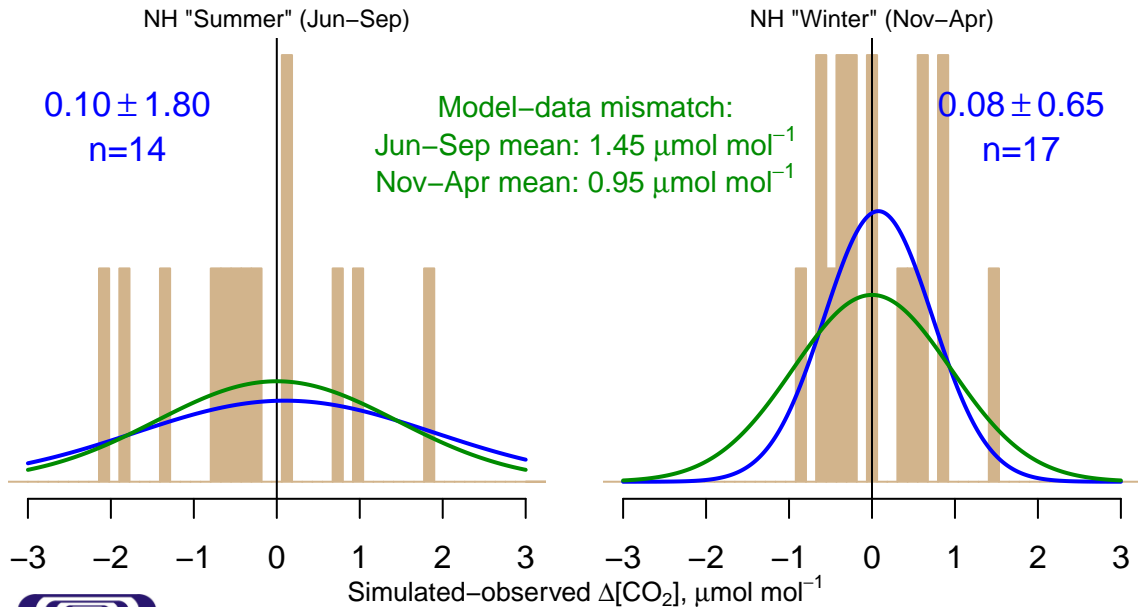 NH "Summer" (Jun−Sep)
NH "Winter" (Nov−Apr)
0.10 ± 1.80
n=14
Model−data mismatch:
Jun−Sep mean: 1.45 μmol mol⁻¹
Nov−Apr mean: 0.95 μmol mol⁻¹
0.08 ± 0.65
n=17
−3 −2 −1 0 1 2 3
−3 −2 −1 0 1 2 3
Simulated−observed Δ[CO₂], μmol mol⁻¹